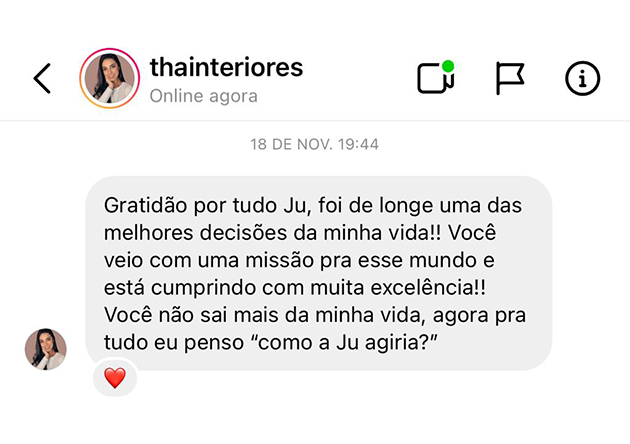 thainteriores
Online agora
18 DE NOV. 19:44
Gratidão por tudo Ju, foi de longe uma das
melhores decisões da minha vida!! Você
veio com uma missão pra esse mundo e
está cumprindo com muita excelência!!
Você não sai mais da minha vida, agora pra
tudo eu penso “como a Ju agiria?”